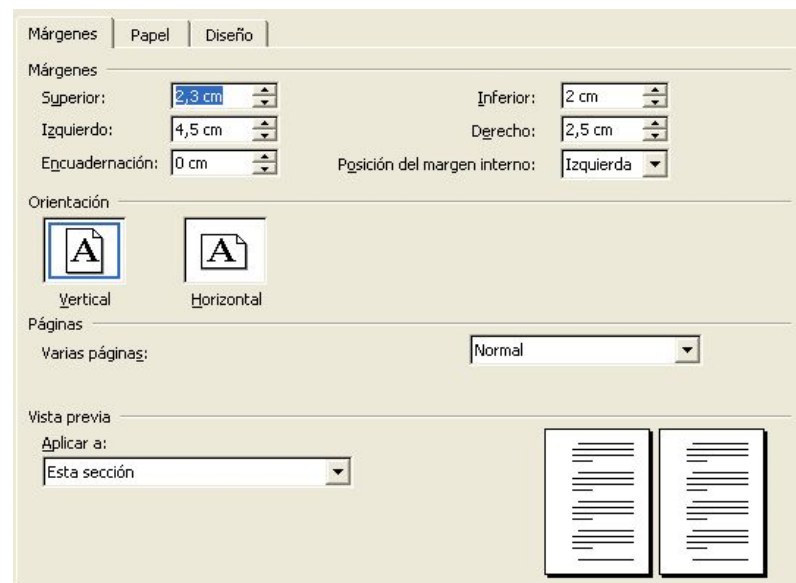 Márgenes Papel Diseño
Márgenes
Superior: 2,3 cm Inferior: 2 cm
Izquierdo: 4,5 cm Derecho: 2,5 cm
Encuadernación: 0 cm Posición del margen interno: Izquierda
Orientación
A A
Vertical Horizontal
Páginas
Varias páginas: Normal
Vista previa
Aplicar a:
Esta sección